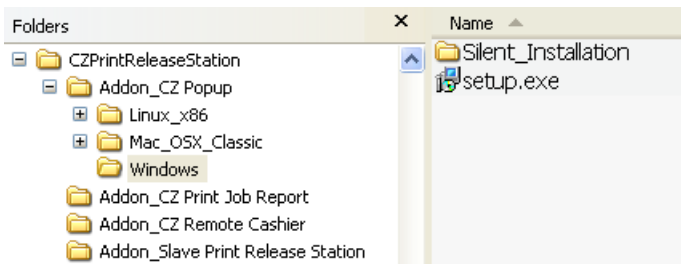 Folders
CZPrintReleaseStation
Addon_CZ Popup
Linux_x86
Mac_OSX_Classic
Windows
Addon_CZ Print Job Report
Addon_CZ Remote Cashier
Addon_Slave Print Release Station
Name
Silent_Installation
setup.exe